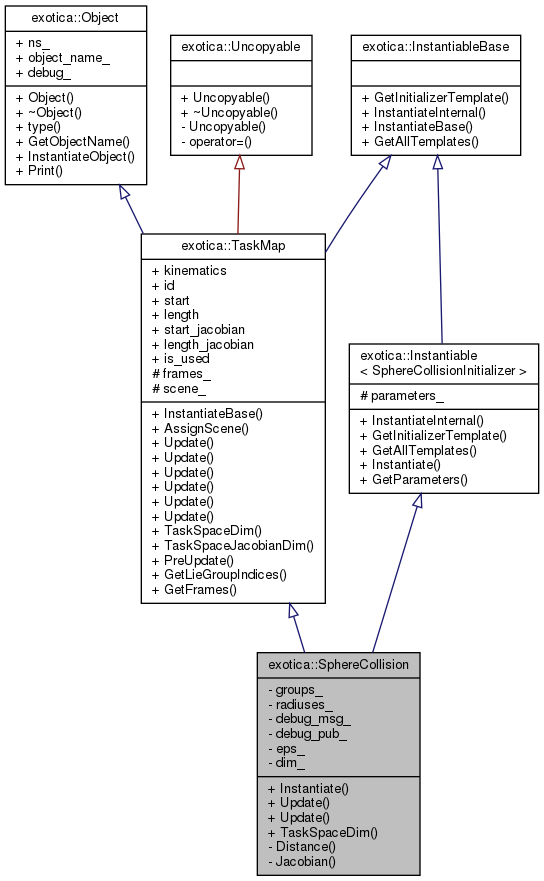 exotica::Object
+ ns_
+ object_name_
+ debug_
+ Object()
+ ~Object()
+ type()
+ GetObjectName()
+ InstantiateObject()
+ Print()
exotica::Uncopyable
+ Uncopyable()
+ ~Uncopyable()
- Uncopyable()
- operator=()
exotica::InstantiableBase
+ GetInitializerTemplate()
+ InstantiateInternal()
+ InstantiateBase()
+ GetAllTemplates()
exotica::TaskMap
+ kinematics
+ id
+ start
+ length
+ start_jacobian
+ length_jacobian
+ is_used
# frames_
# scene_
+ InstantiateBase()
+ AssignScene()
+ Update()
+ Update()
+ Update()
+ Update()
+ Update()
+ Update()
+ TaskSpaceDim()
+ TaskSpaceJacobianDim()
+ PreUpdate()
+ GetLieGroupIndices()
+ GetFrames()
exotica::Instantiable
< SphereCollisionInitializer >
# parameters_
+ InstantiateInternal()
+ GetInitializerTemplate()
+ GetAllTemplates()
+ Instantiate()
+ GetParameters()
exotica::SphereCollision
- groups_
- radiuses_
- debug_msg_
- debug_pub_
- eps_
- dim_
+ Instantiate()
+ Update()
+ Update()
+ TaskSpaceDim()
- Distance()
- Jacobian()